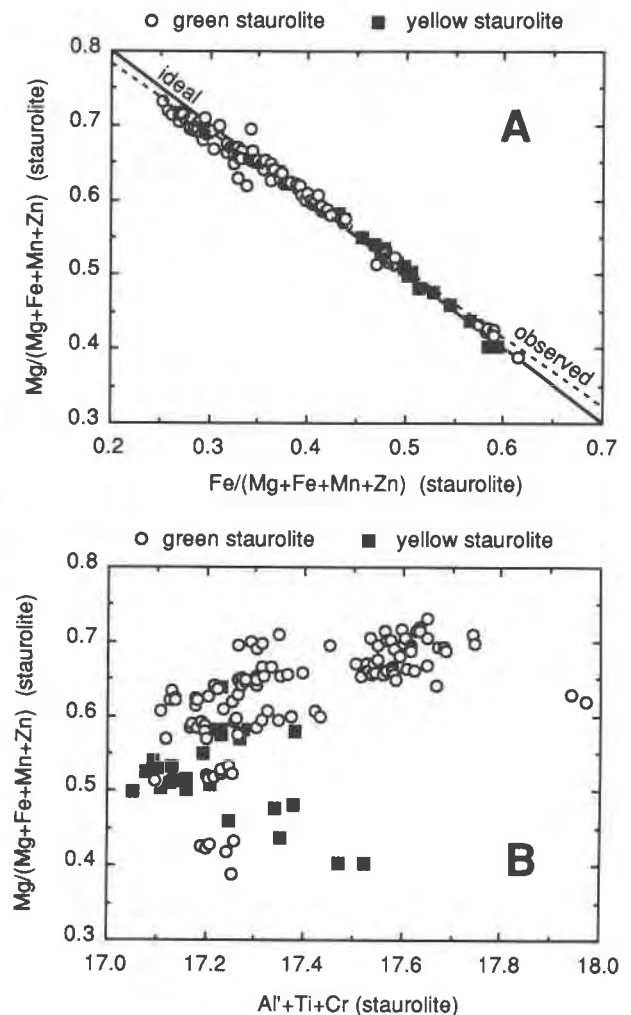 green staurolite yellow staurolite
0.8
0.7
0.6
0.5
0.4
0.3
Mg/(Mg+Fe+Mn+Zn) (staurolite)
ideal
A
observed
0.2 0.3 0.4 0.5 0.6 0.7
Fe/(Mg+Fe+Mn+Zn) (staurolite)
green staurolite yellow staurolite
0.8
0.7
0.6
0.5
0.4
0.3
Mg/(Mg+Fe+Mn+Zn) (staurolite)
B
17.0 17.2 17.4 17.6 17.8 18.0
Al'+Ti+Cr (staurolite)